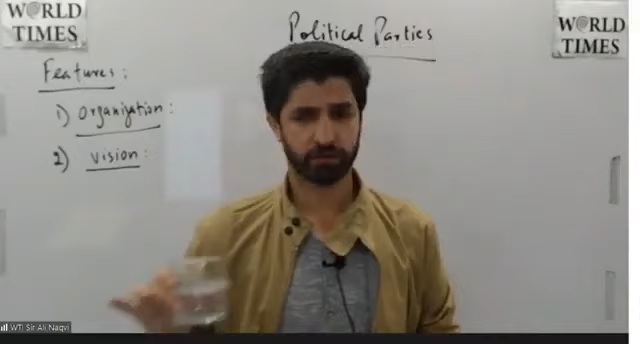 WORLD
TIMES
Political Parties
WORLD
TIMES
Features:
1) Organization:
2) Vision:
WTI Sir Ali Naqvi